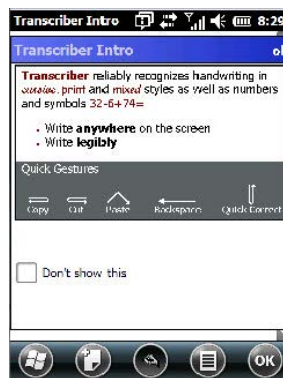 Transcriber Intro 8:29
Transcriber Intro ok
Transcriber reliably recognizes handwriting in
cursive, print and mixed styles as well as numbers
and symbols 32-6+74=
• Write anywhere on the screen
• Write legibly
Quick Gestures
Copy Cut Paste Backspace Quick Correct
Don't show this
OK